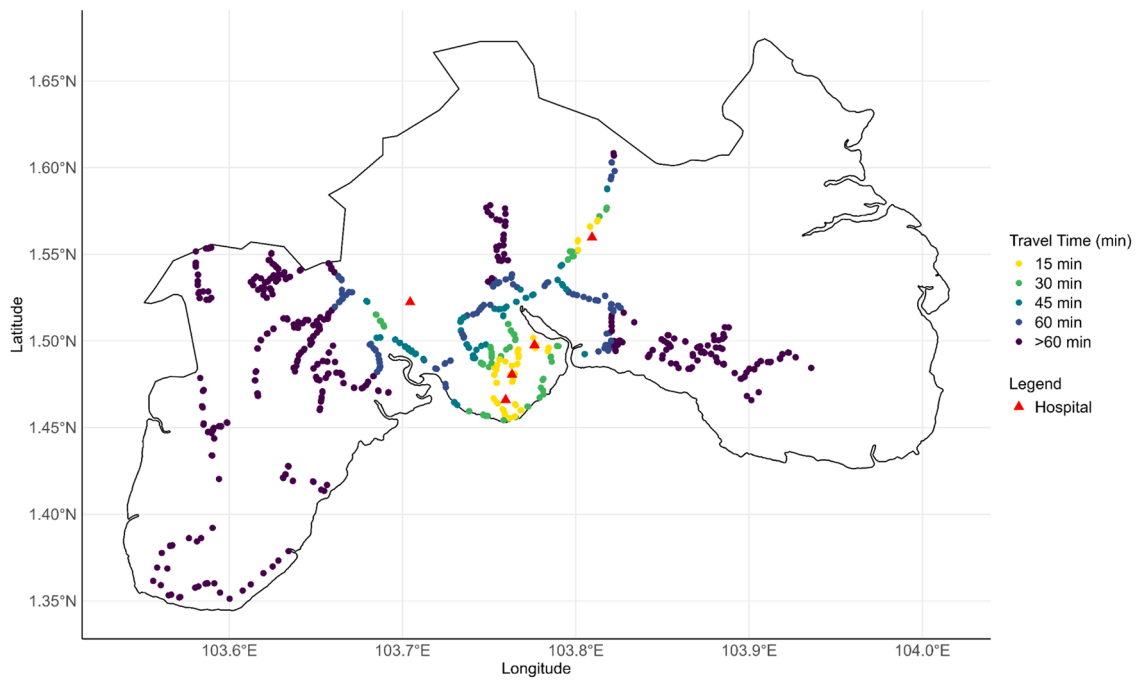 1.65°N
1.60°N
1.55°N
1.50°N
1.45°N
1.40°N
1.35°N
Latitude
103.6°E 103.7°E 103.8°E 103.9°E 104.0°E
Longitude
Travel Time (min)
15 min
30 min
45 min
60 min
>60 min
Legend
Hospital